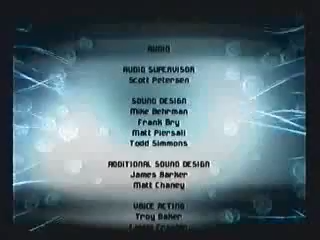 AUDIO
AUDIO SUPERVISOR
Scott Petersen
SOUND DESIGN
Mike Behrman
Frank Bry
Matt Piersall
Todd Simmons
ADDITIONAL SOUND DESIGN
James Barker
Matt Chaney
VOICE ACTING
Troy Baker